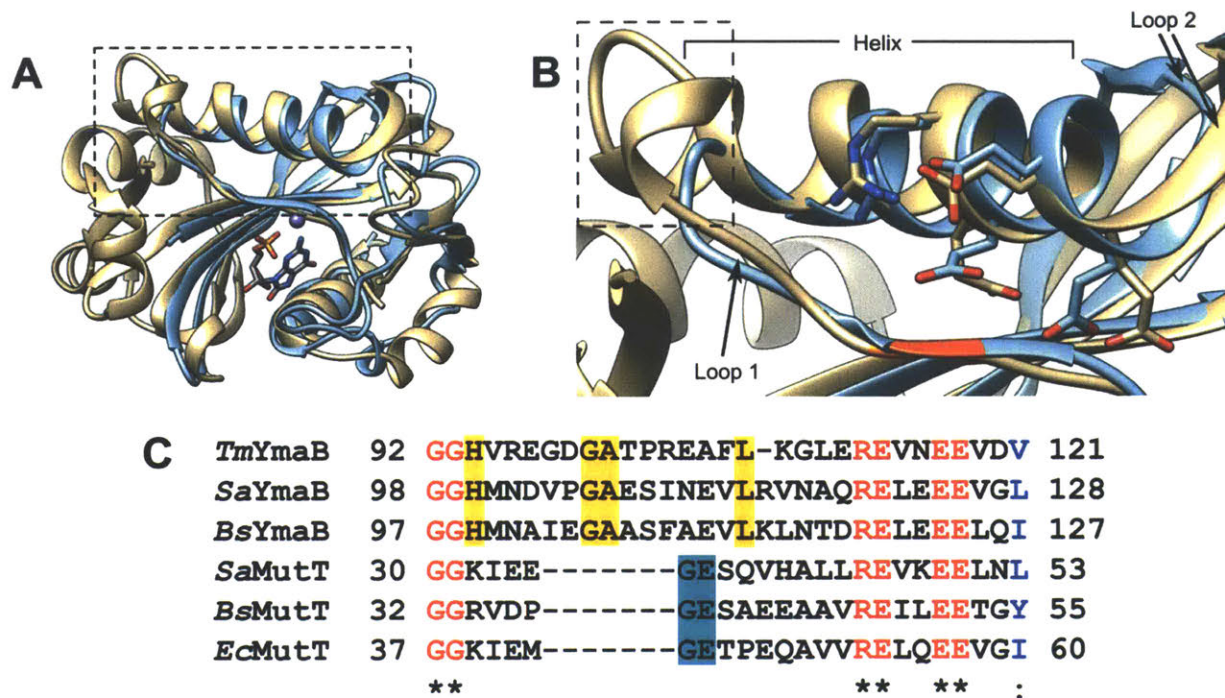 A
B
Helix
Loop 2
Loop 1
C
TmYmaB 92 GGHVREGDGATPREAFL-KGLEREVNEEVDV 121
SaYmaB 98 GGHMNDVPGAESINEVLRVNAQRELEEEVGL 128
BsYmaB 97 GGHMNAIEGAASFAEVLKLNTDRELEEELQI 127
SaMutT 30 GGKIEE-------GESQVHALLREVKEELNL 53
BsMutT 32 GGRVDP-------GESAEEAAVREILEETGY 55
EcMutT 37 GGKIEM-------GETPEQAVVRELQEEVGI 60
** ** ** :